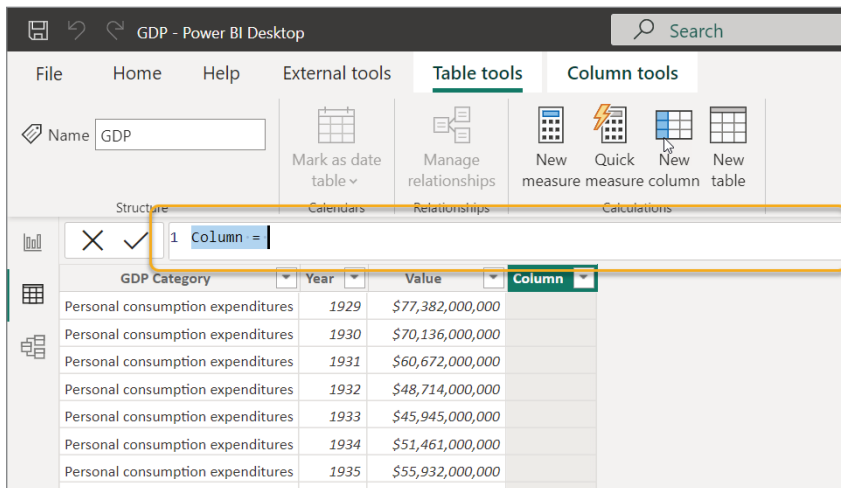 GDP - Power BI Desktop Search
File Home Help External tools Table tools Column tools
Name GDP
Mark as date table
Manage relationships
New measure
Quick measure
New column
New table
Structure Calendars Relationships Calculations
1 Column =
GDP Category Year Value Column
Personal consumption expenditures 1929 $77,382,000,000
Personal consumption expenditures 1930 $70,136,000,000
Personal consumption expenditures 1931 $60,672,000,000
Personal consumption expenditures 1932 $48,714,000,000
Personal consumption expenditures 1933 $45,945,000,000
Personal consumption expenditures 1934 $51,461,000,000
Personal consumption expenditures 1935 $55,932,000,000